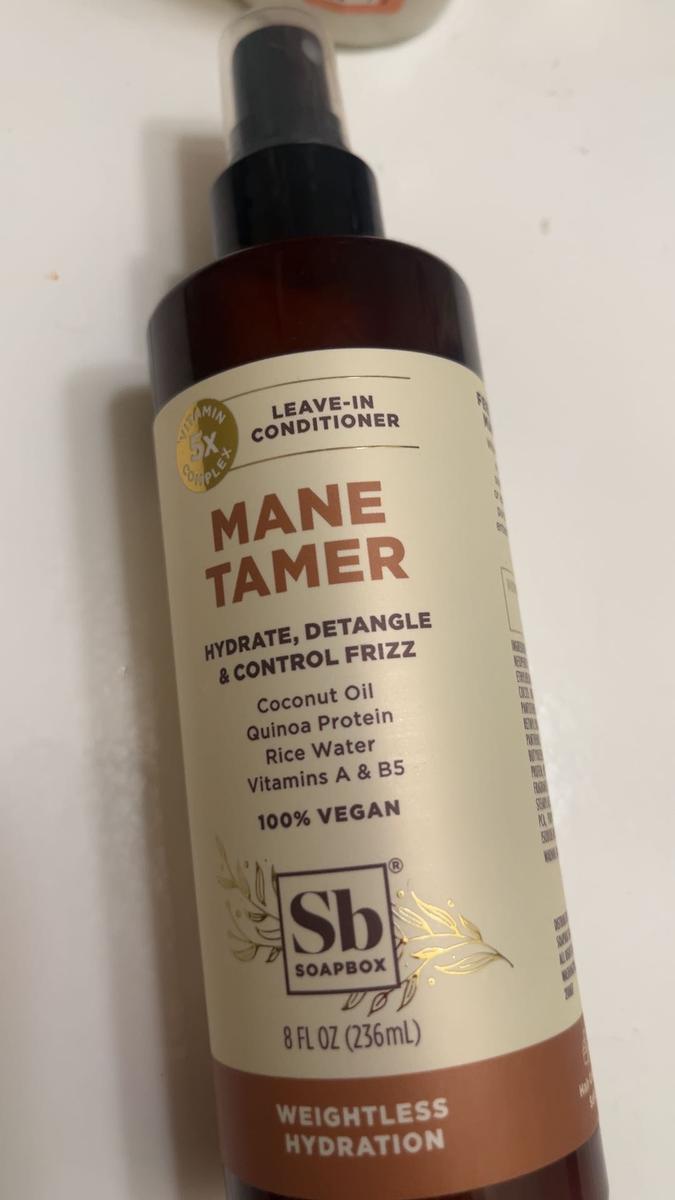 VITAMIN
5X
COMPLEX
LEAVE-IN
CONDITIONER
MANE
TAMER
HYDRATE, DETANGLE
& CONTROL FRIZZ
Coconut Oil
Quinoa Protein
Rice Water
Vitamins A & B5
100% VEGAN
Sb®
SOAPBOX
8 FL OZ (236mL)
WEIGHTLESS
HYDRATION